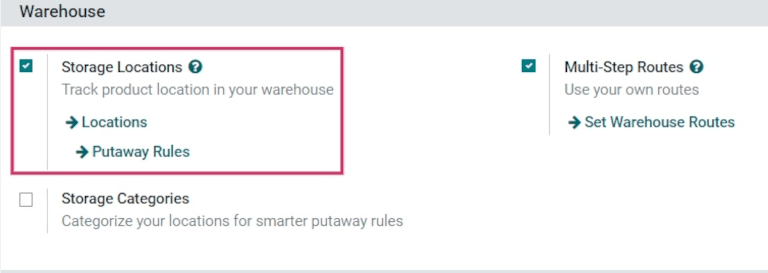 Warehouse
Storage Locations
Track product location in your warehouse
Locations
Putaway Rules
Storage Categories
Categorize your locations for smarter putaway rules
Multi-Step Routes
Use your own routes
Set Warehouse Routes